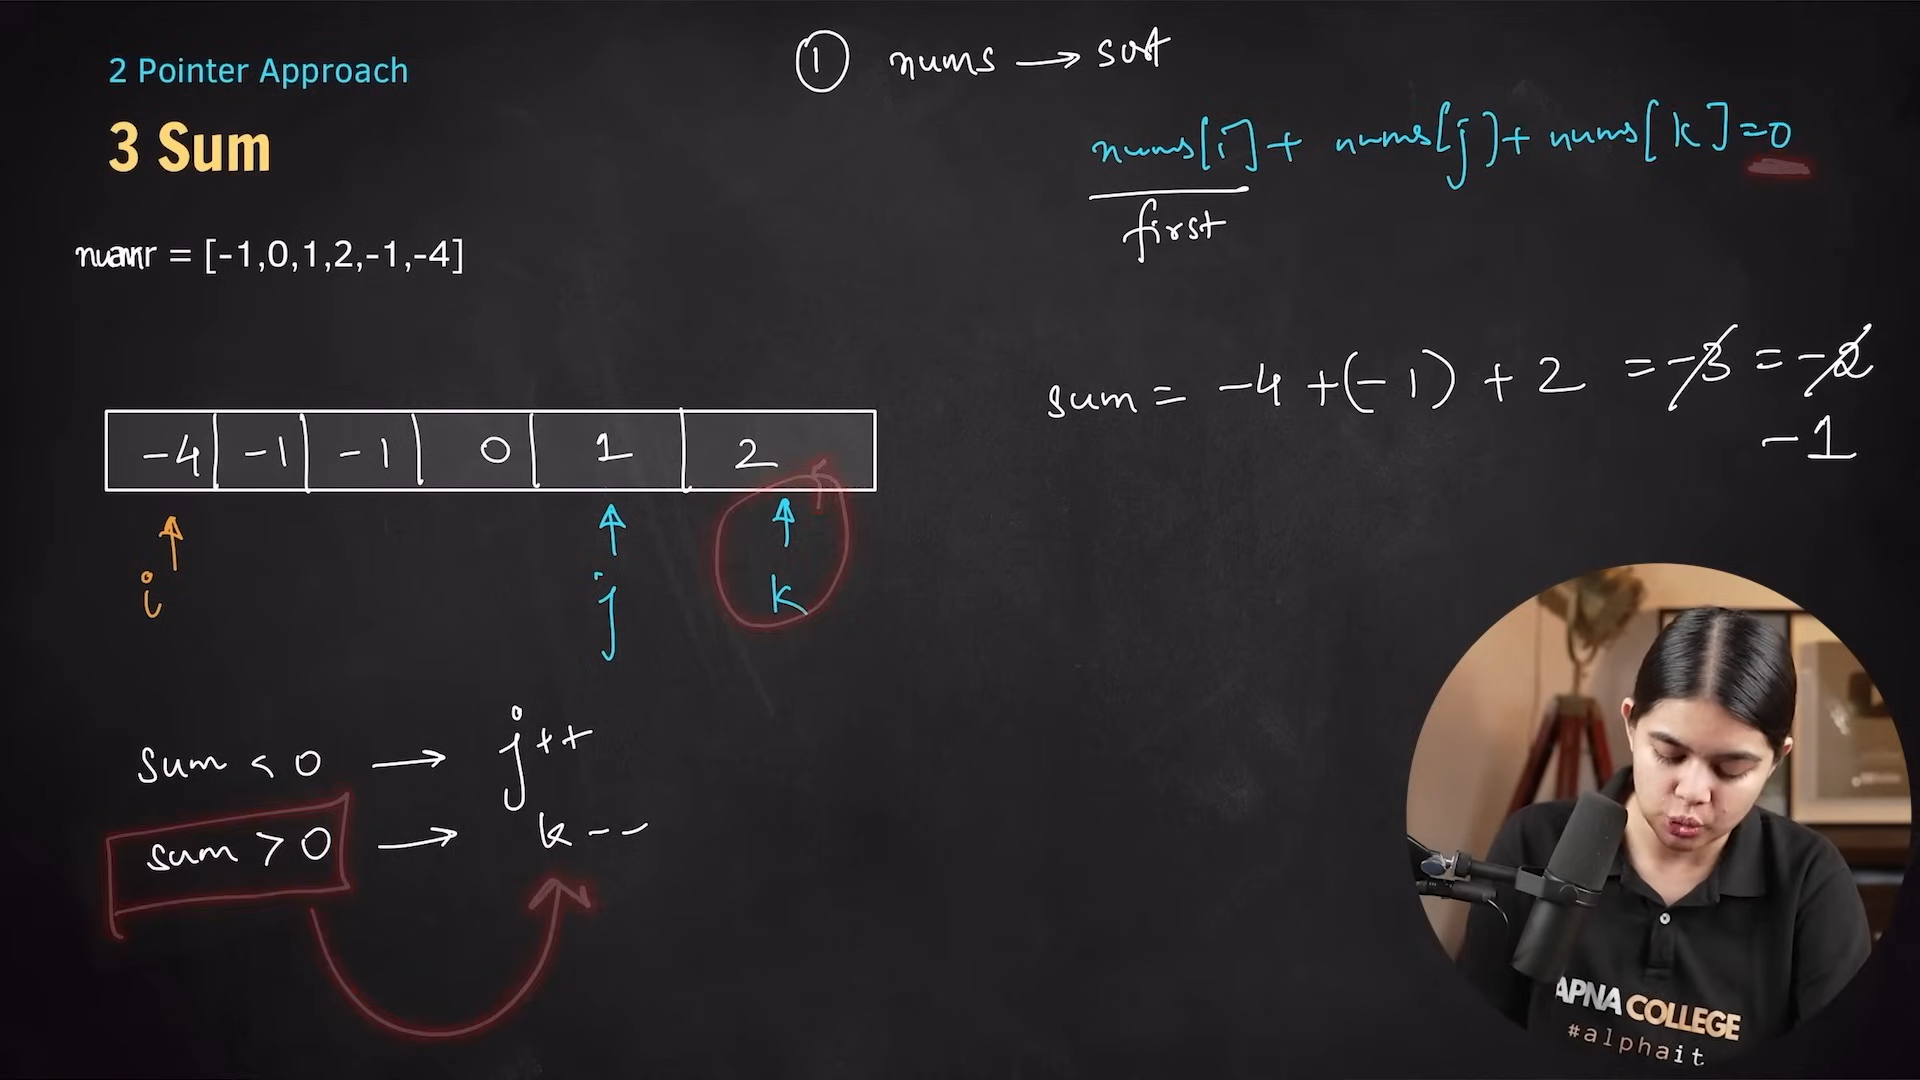 2 Pointer Approach
3 Sum
① nums → sort
nums[i] + nums[j] + nums[k] = 0
first
= [-1,0,1,2,-1,-4]
sum = -4 + (-1) + 2 = -3 = -2
-1
-4 -1 -1 0 1 2
i j k
sum < 0 → j++
sum > 0 → k--
APNA COLLEGE
#alphait